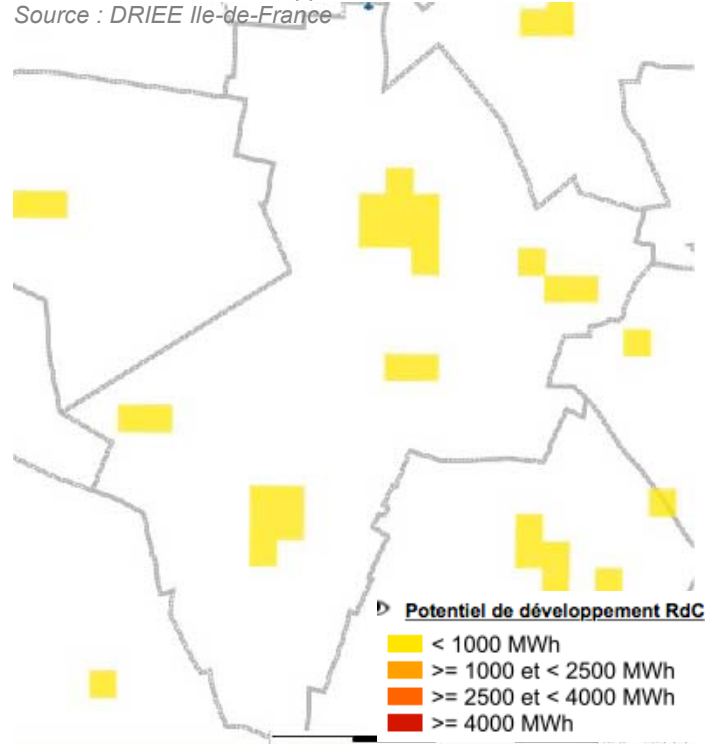 Source : DRIEE Ile-de-France
Potentiel de développement RdC
< 1000 MWh
>= 1000 et < 2500 MWh
>= 2500 et < 4000 MWh
>= 4000 MWh